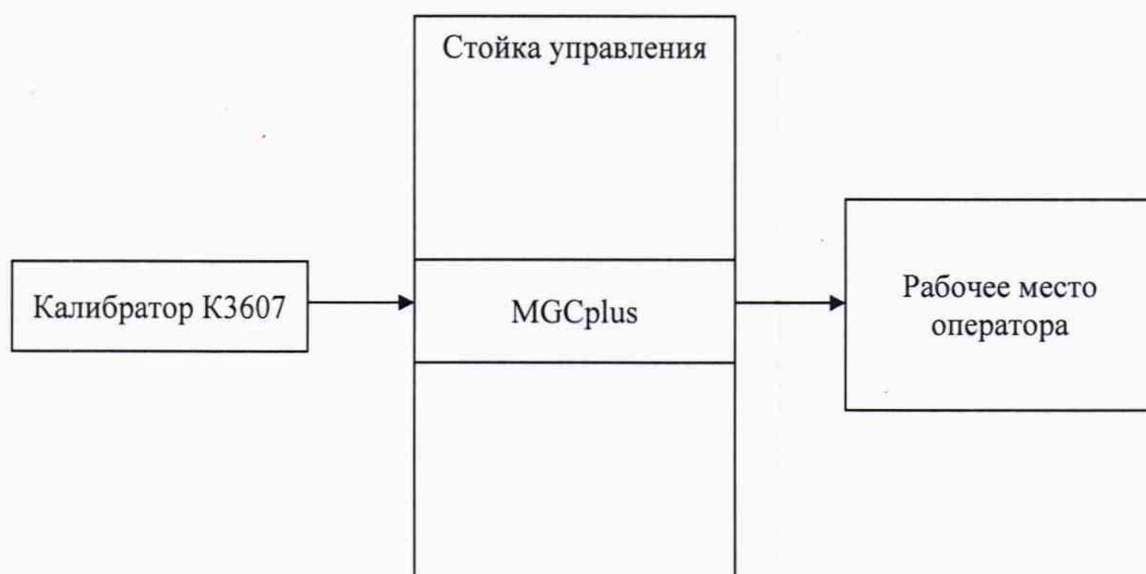 Стойка управления
Калибратор К3607
MGCplus
Рабочее место
оператора